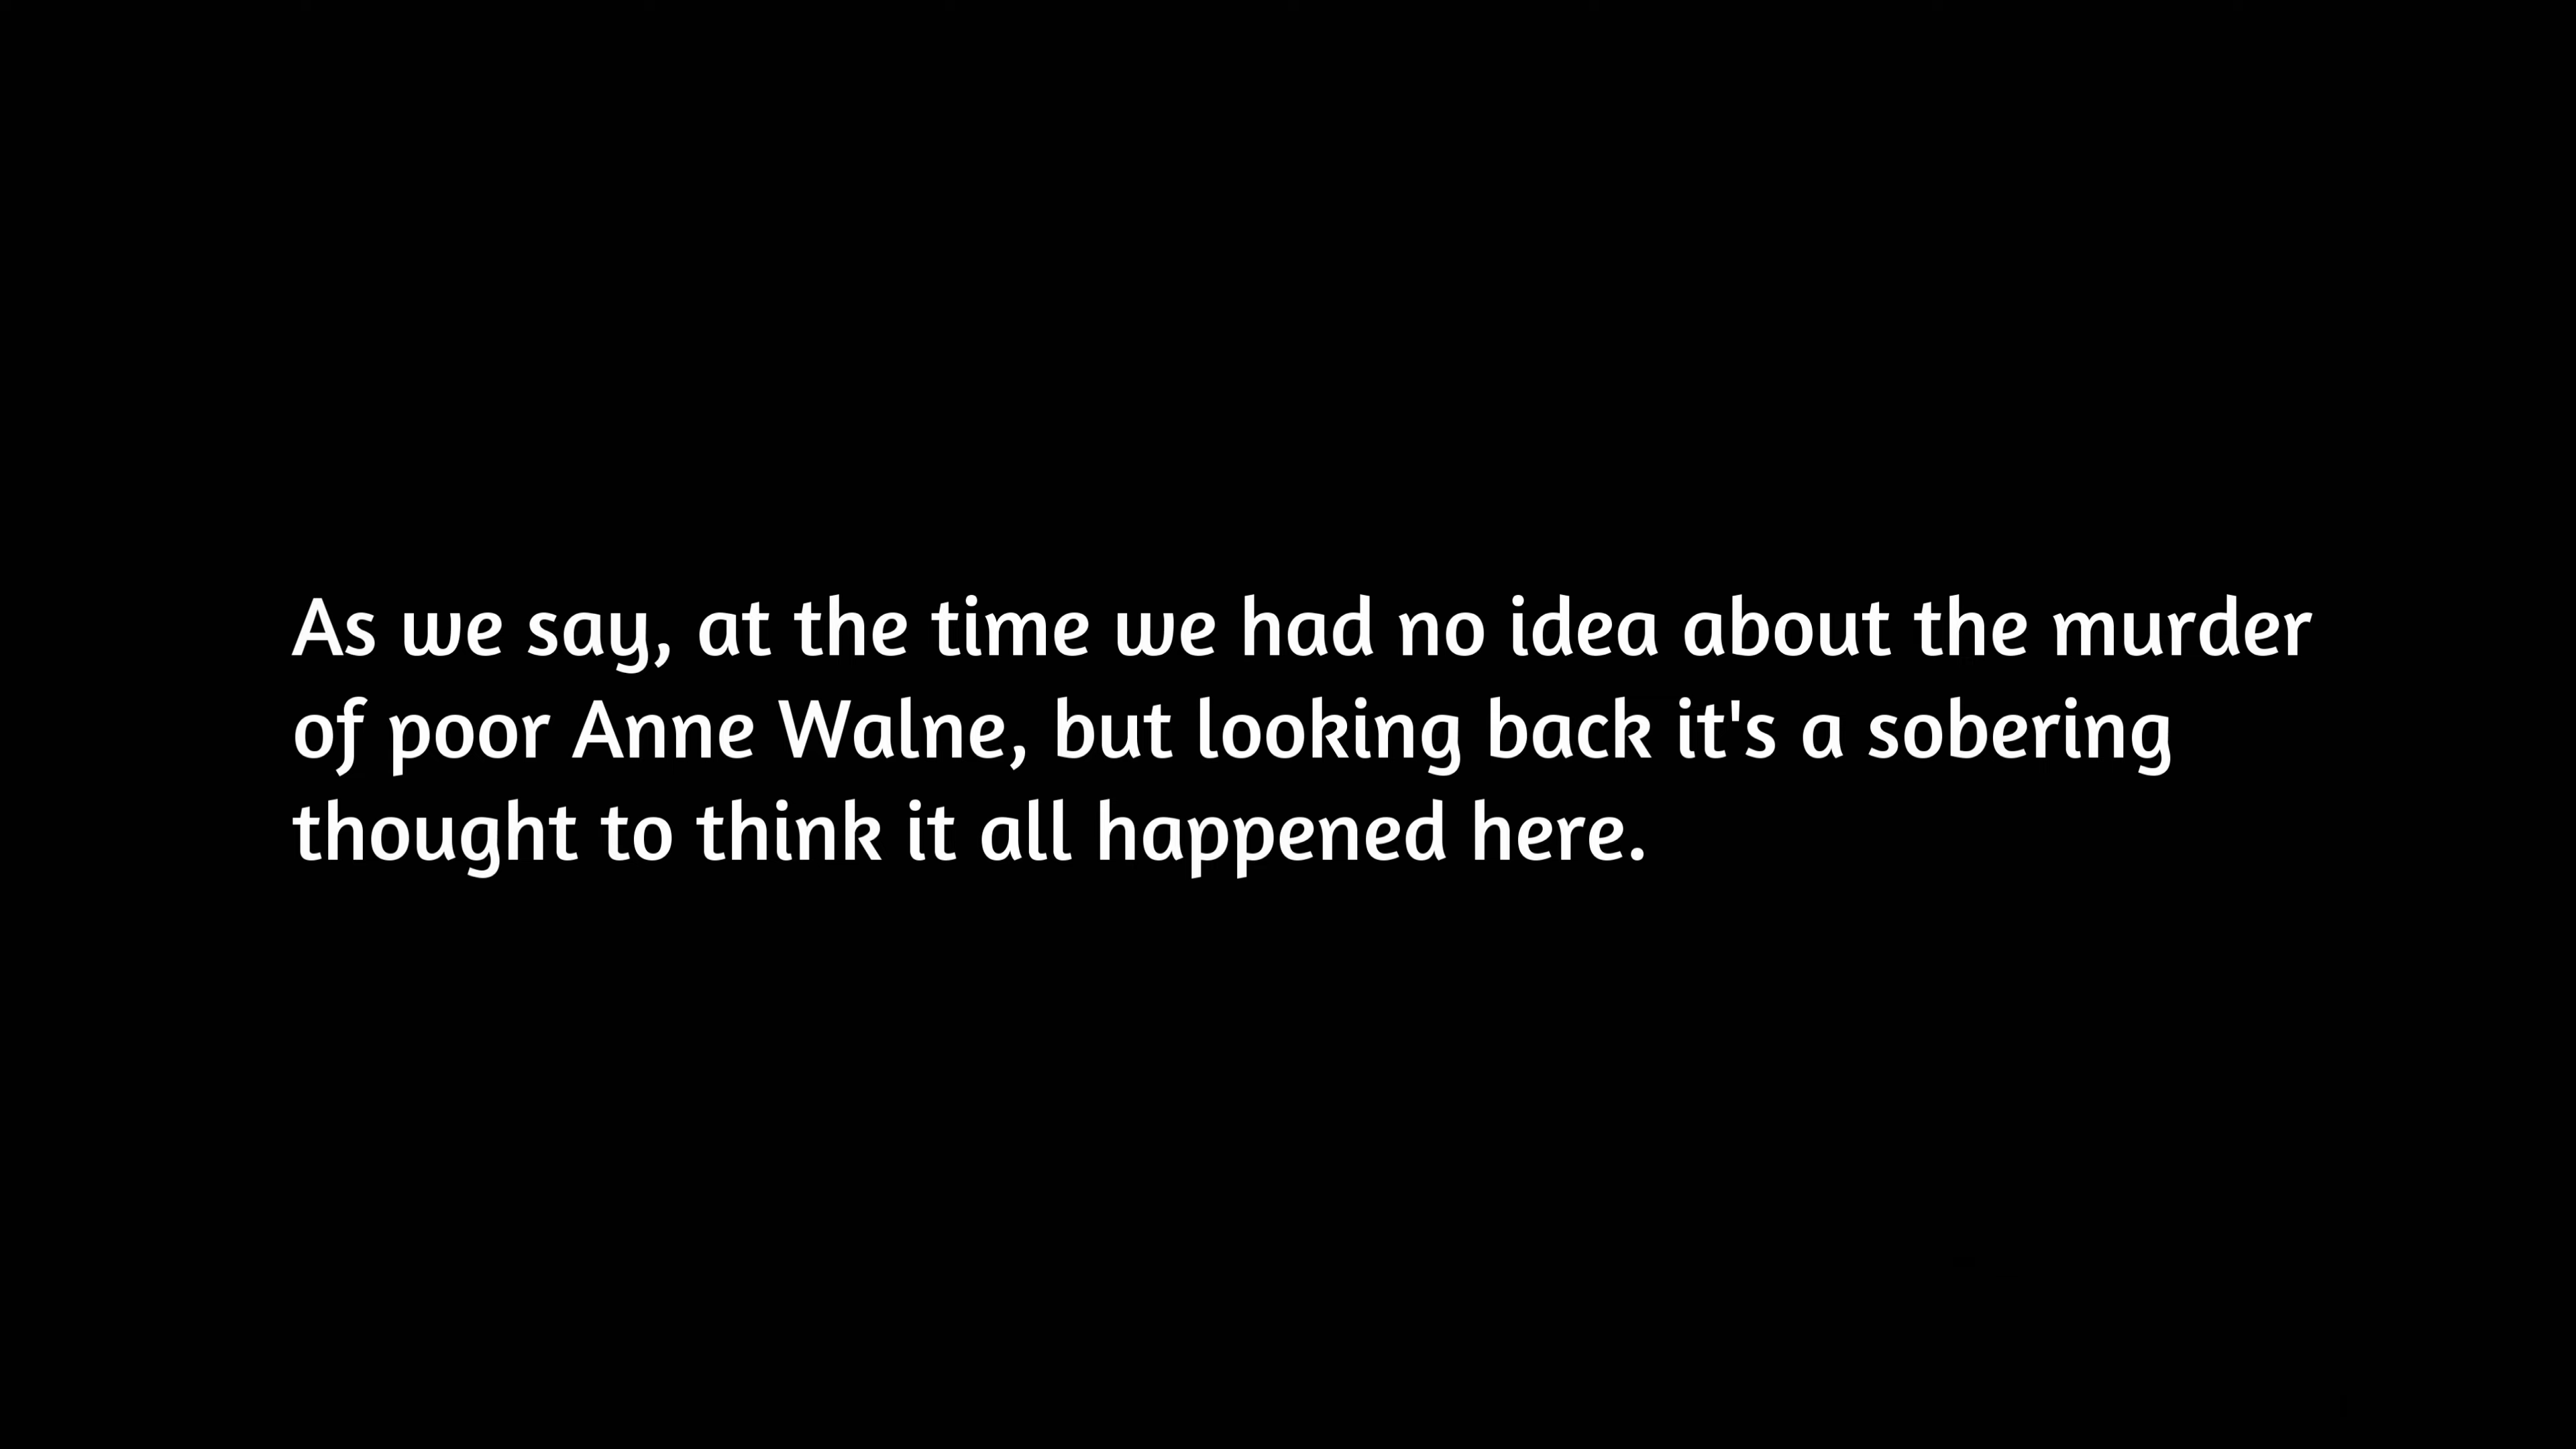 As we say, at the time we had no idea about the murder
of poor Anne Walne, but looking back it's a sobering
thought to think it all happened here.